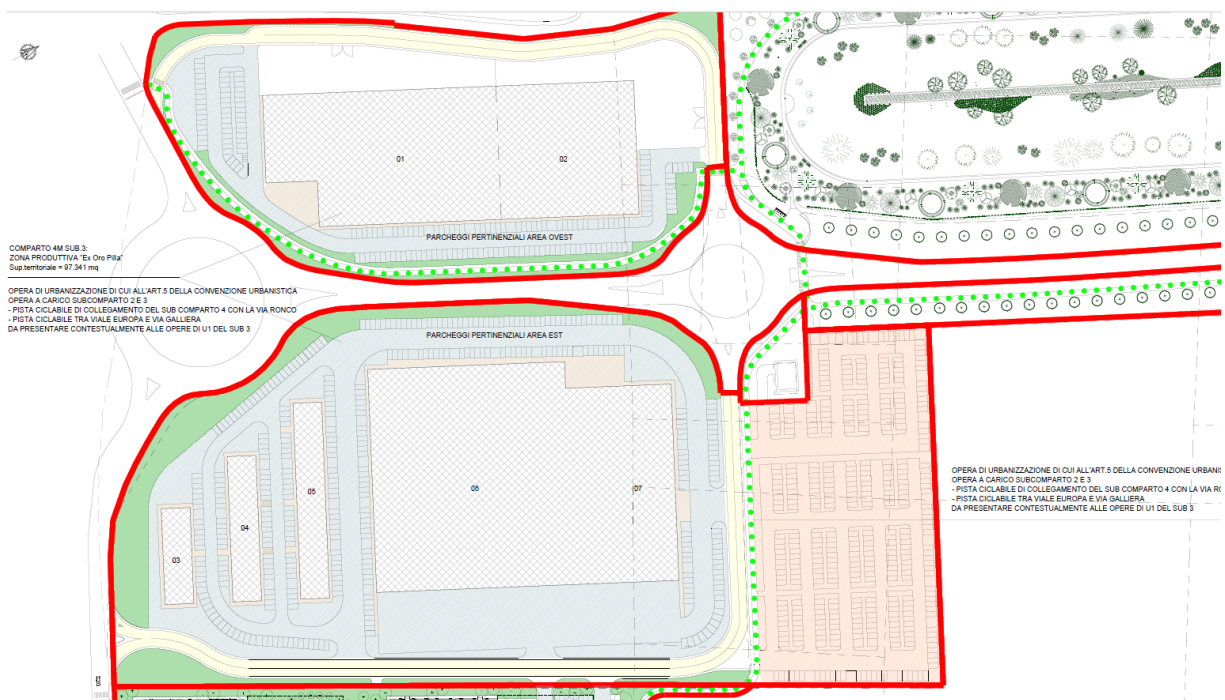 01
02
PARCHEGGI PERTINENZIALI AREA OVEST
COMPARTO 4M SUB.3:
ZONA PRODUTTIVA "Ex Oro Pilla"
Sup.territoriale = 97.341 mq
OPERA DI URBANIZZAZIONE DI CUI ALL'ART.5 DELLA CONVENZIONE URBANISTICA
OPERA A CARICO SUBCOMPARTO 2 E 3
- PISTA CICLABILE DI COLLEGAMENTO DEL SUB COMPARTO 4 CON LA VIA RONCO
- PISTA CICLABILE TRA VIALE EUROPA E VIA GALLIERA
DA PRESENTARE CONTESTUALMENTE ALLE OPERE DI U1 DEL SUB 3
PARCHEGGI PERTINENZIALI AREA EST
03
04
05
06
07
OPERA DI URBANIZZAZIONE DI CUI ALL'ART.5 DELLA CONVENZIONE URBANIS
OPERA A CARICO SUBCOMPARTO 2 E 3
- PISTA CICLABILE DI COLLEGAMENTO DEL SUB COMPARTO 4 CON LA VIA RO
- PISTA CICLABILE TRA VIALE EUROPA E VIA GALLIERA
DA PRESENTARE CONTESTUALMENTE ALLE OPERE DI U1 DEL SUB 3